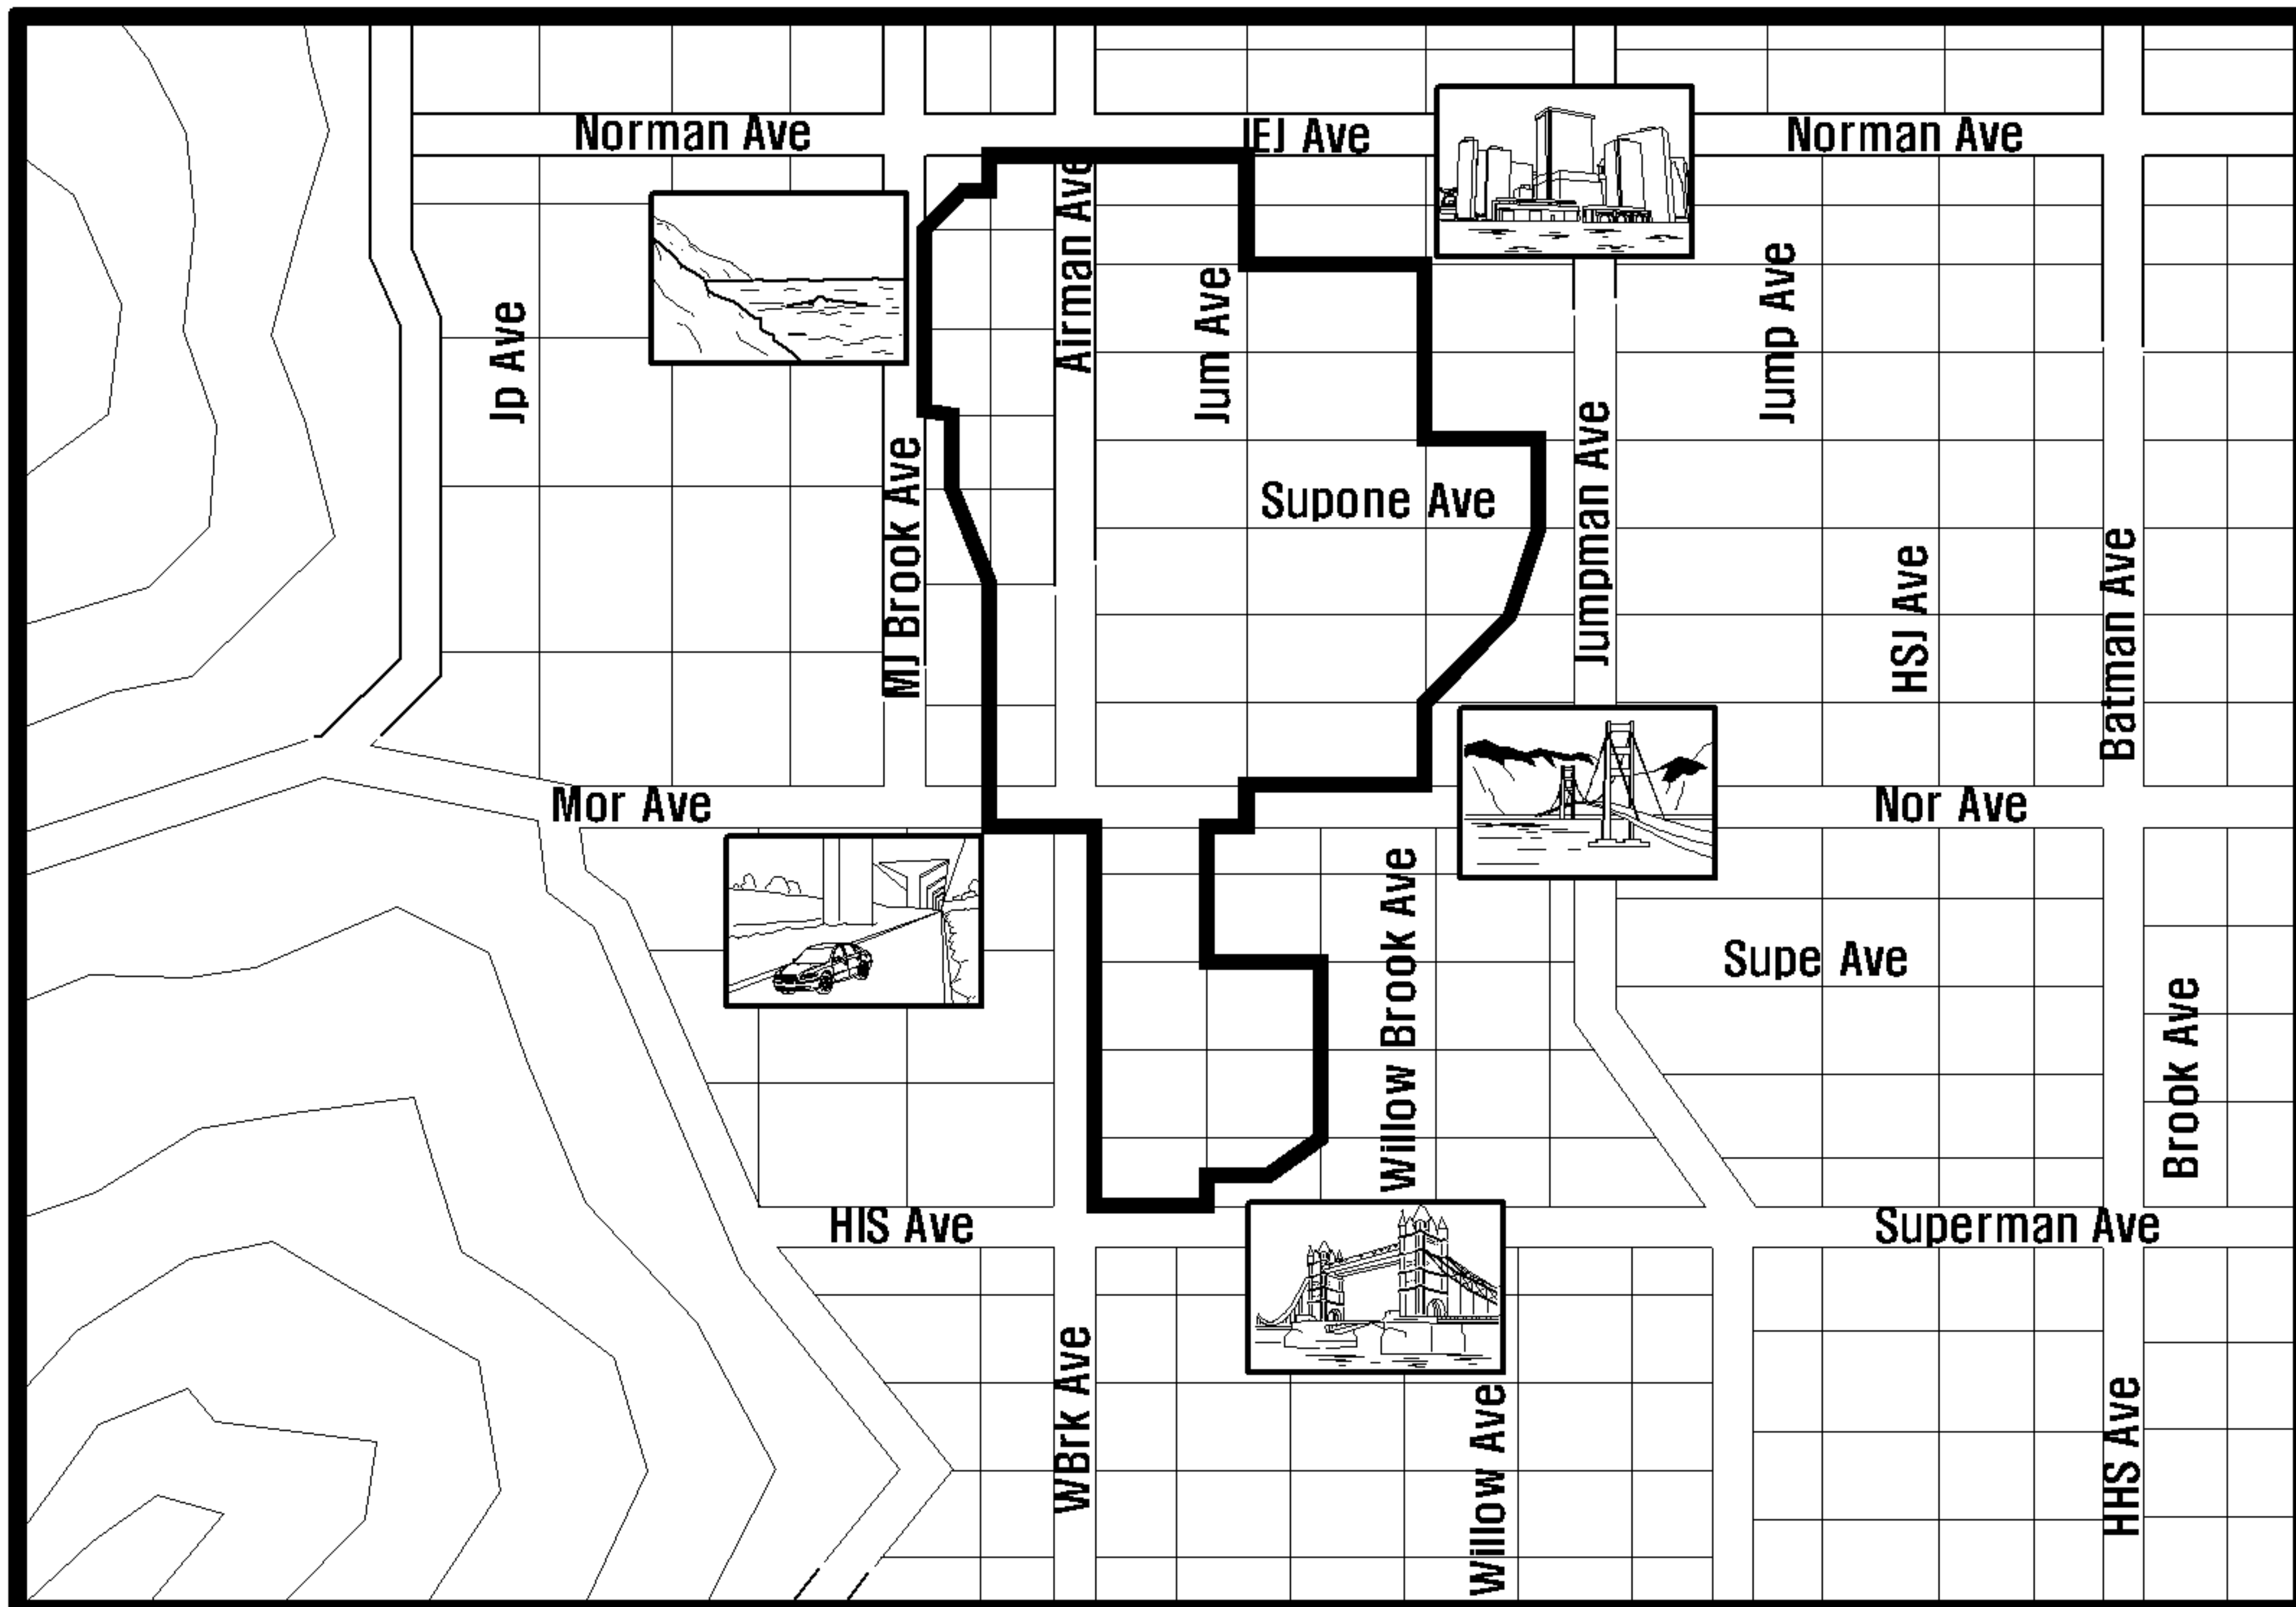 Norman Ave
IEJ Ave
Norman Ave
Airman Ave
Jp Ave
Jum Ave
Jump Ave
MJ Brook Ave
Supone Ave
Jumpman Ave
HSJ Ave
Batman Ave
Mor Ave
Nor Ave
Willow Brook Ave
Supe Ave
Brook Ave
HIS Ave
Superman Ave
WBrk Ave
Willow Ave
HHS Ave